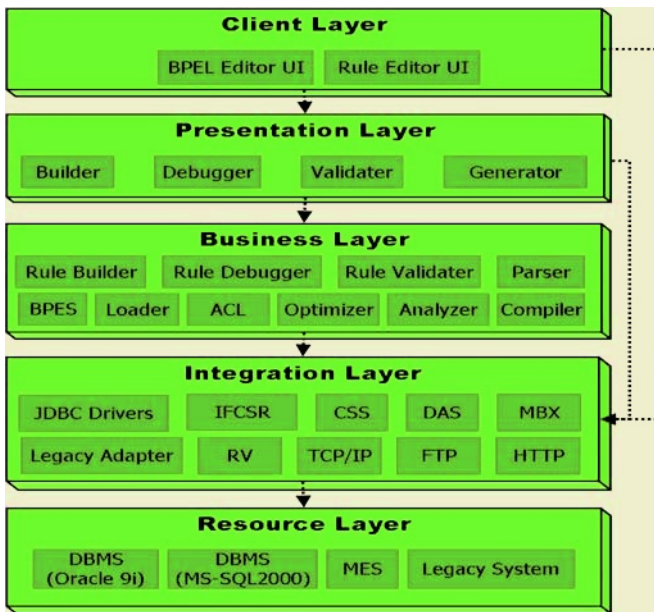 Client Layer
BPEL Editor UI Rule Editor UI
Presentation Layer
Builder Debugger Validater Generator
Business Layer
Rule Builder Rule Debugger Rule Validater Parser
BPES Loader ACL Optimizer Analyzer Compiler
Integration Layer
JDBC Drivers IFCSR CSS DAS MBX
Legacy Adapter RV TCP/IP FTP HTTP
Resource Layer
DBMS
(Oracle 9i)
DBMS
(MS-SQL2000)
MES
Legacy System